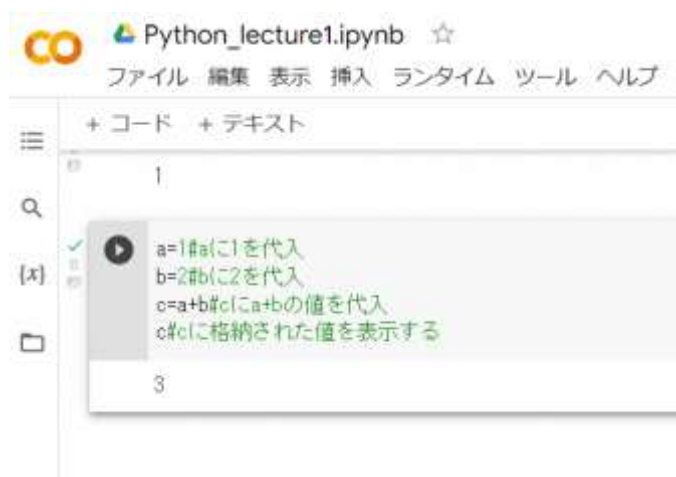 CO
Python_lecture1.ipynb
ファイル 編集 表示 挿入 ランタイム ツール ヘルプ
+ コード + テキスト
1
{x}
a=1#aに1を代入
b=2#bに2を代入
c=a+b#cにa+bの値を代入
c#cに格納された値を表示する
3